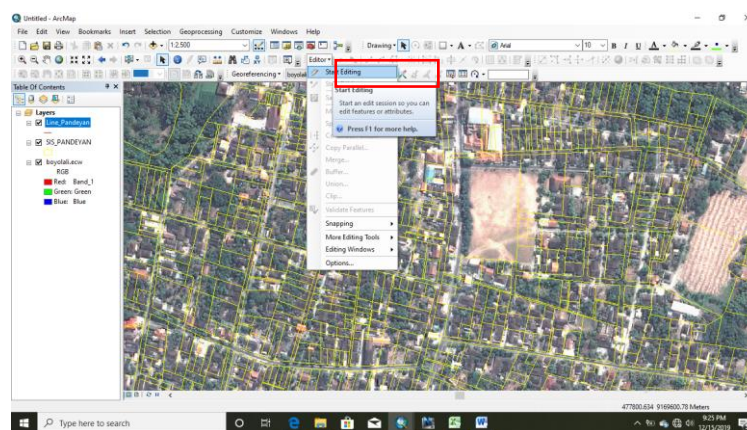 Untitled - ArcMap
File Edit View Bookmarks Insert Selection Geoprocessing Customize Windows Help
1:2.500
Drawing
A
Arial
10
B I U A
Editor
Georeferencing
Table Of Contents
Start Editing
Start Editing
Start an edit session so you can
edit features or attributes.
Press F1 for more help.
Copy Parallel...
Merge...
Buffer...
Union...
Clip...
Validate Features
Snapping
More Editing Tools
Editing Windows
Options...
Layers
Line_Pandeyan
SIS_PANDEYAN
boyolali.ecw
RGB
Red: Band_1
Green: Green
Blue: Blue
477800.634 9169600.78 Meters
Type here to search
9:25 PM
12/15/2019